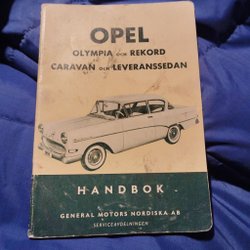 OPEL
OLYMPIA OCH REKORD
CARAVAN OCH LEVERANSSEDAN
HANDBOK
GENERAL MOTORS NORDISKA AB
SERVICEAVDELNINGEN